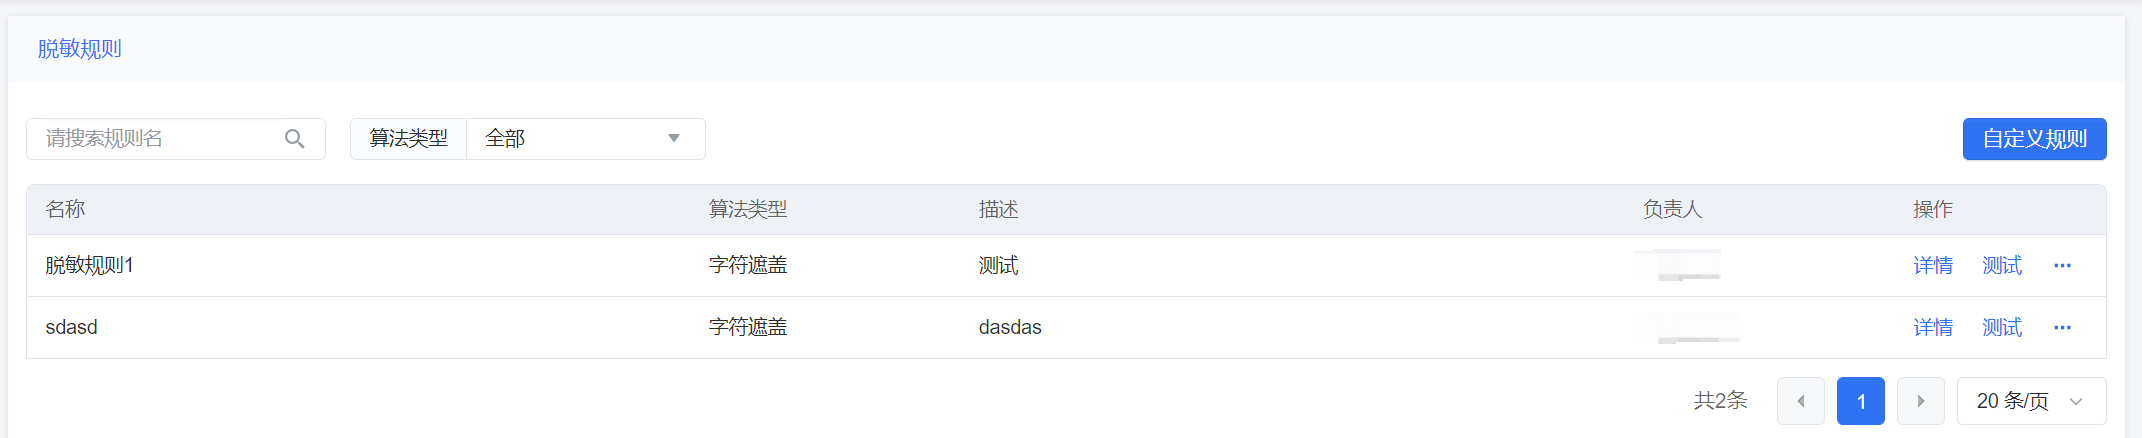 脱敏规则
请搜索规则名 算法类型 全部 自定义规则
名称 算法类型 描述 负责人 操作
脱敏规则1 字符遮盖 测试 详情 测试 ···
sdasd 字符遮盖 dasdas 详情 测试 ···
共2条 1 20 条/页